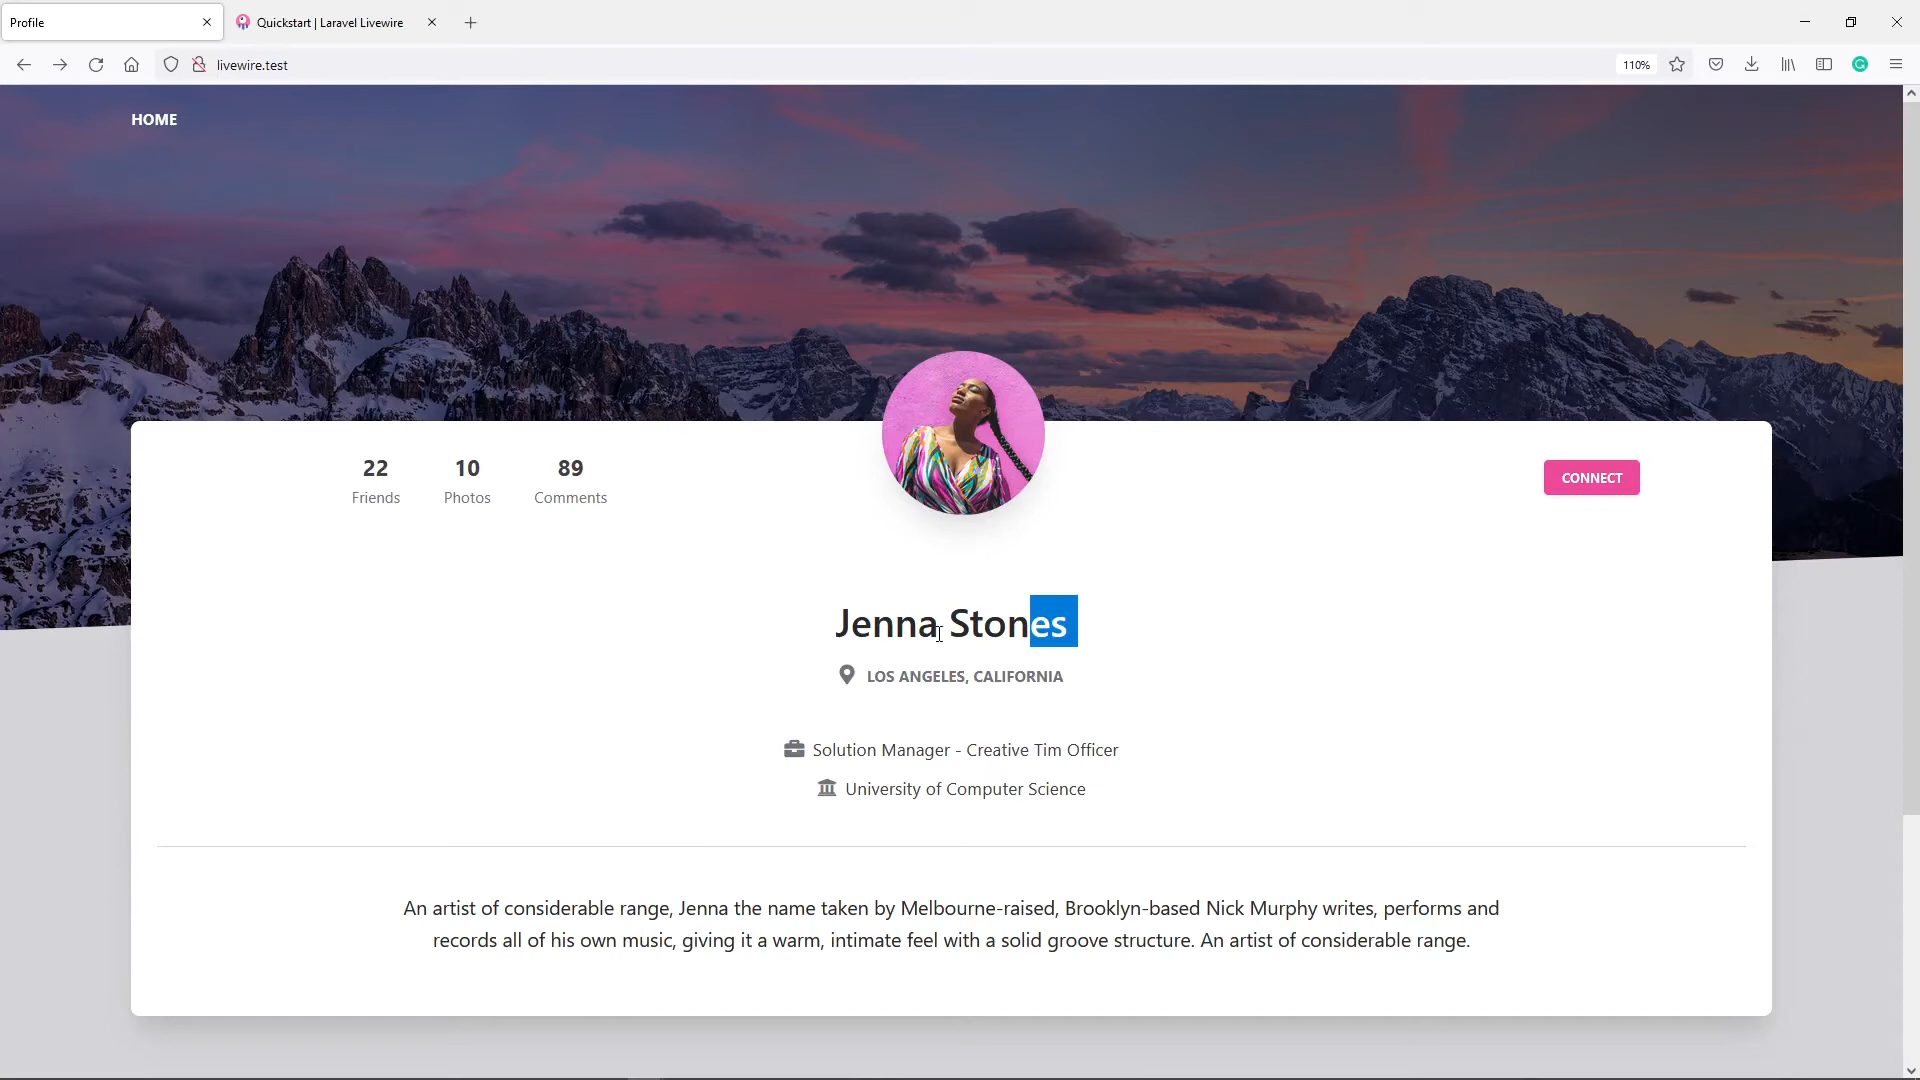 Profile
Quickstart | Laravel Livewire
livewire.test
110%
HOME
22
10
89
Friends
Photos
Comments
CONNECT
Jenna Stones
LOS ANGELES, CALIFORNIA
Solution Manager - Creative Tim Officer
University of Computer Science
An artist of considerable range, Jenna the name taken by Melbourne-raised, Brooklyn-based Nick Murphy writes, performs and
records all of his own music, giving it a warm, intimate feel with a solid groove structure. An artist of considerable range.